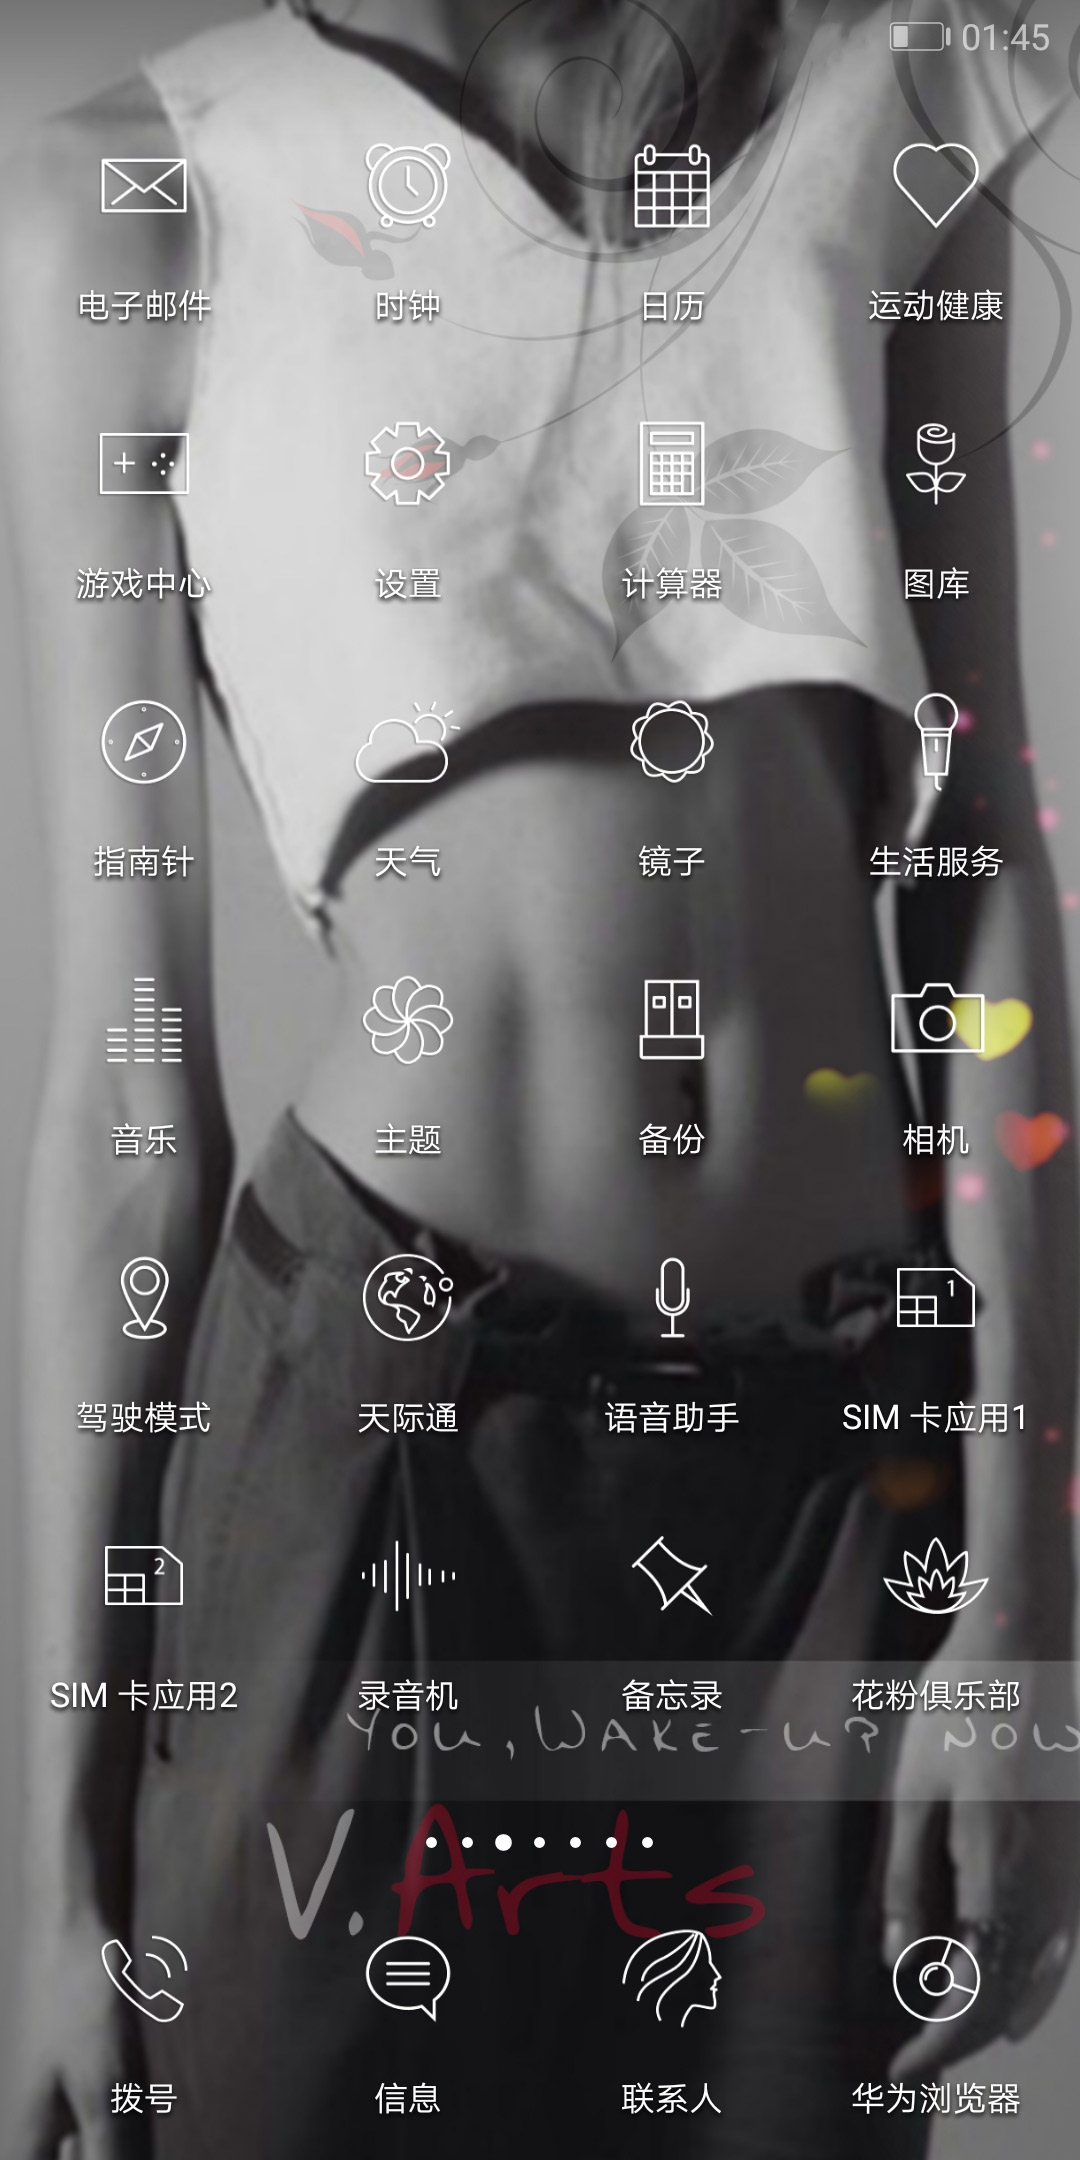 01:45
电子邮件 时钟 日历 运动健康
游戏中心 设置 计算器 图库
指南针 天气 镜子 生活服务
音乐 主题 备份 相机
驾驶模式 天际通 语音助手 SIM 卡应用1
1
2
SIM 卡应用2 录音机 备忘录 花粉俱乐部
YOU, WAKE-UP NOW
V.Arts
拨号 信息 联系人 华为浏览器